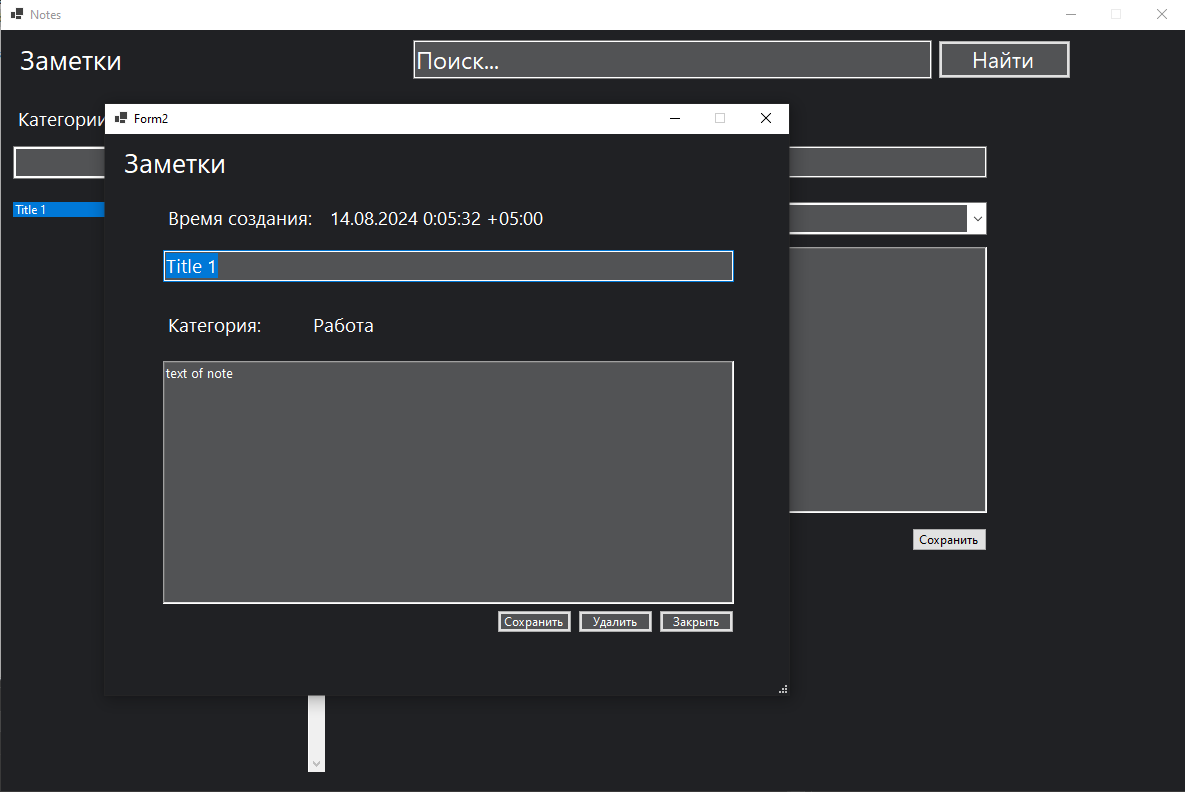 Notes
Заметки
Поиск...
Найти
Категории
Title 1
Form2
Заметки
Время создания: 14.08.2024 0:05:32 +05:00
Title 1
Категория: Работа
text of note
Сохранить Удалить Закрыть
Сохранить